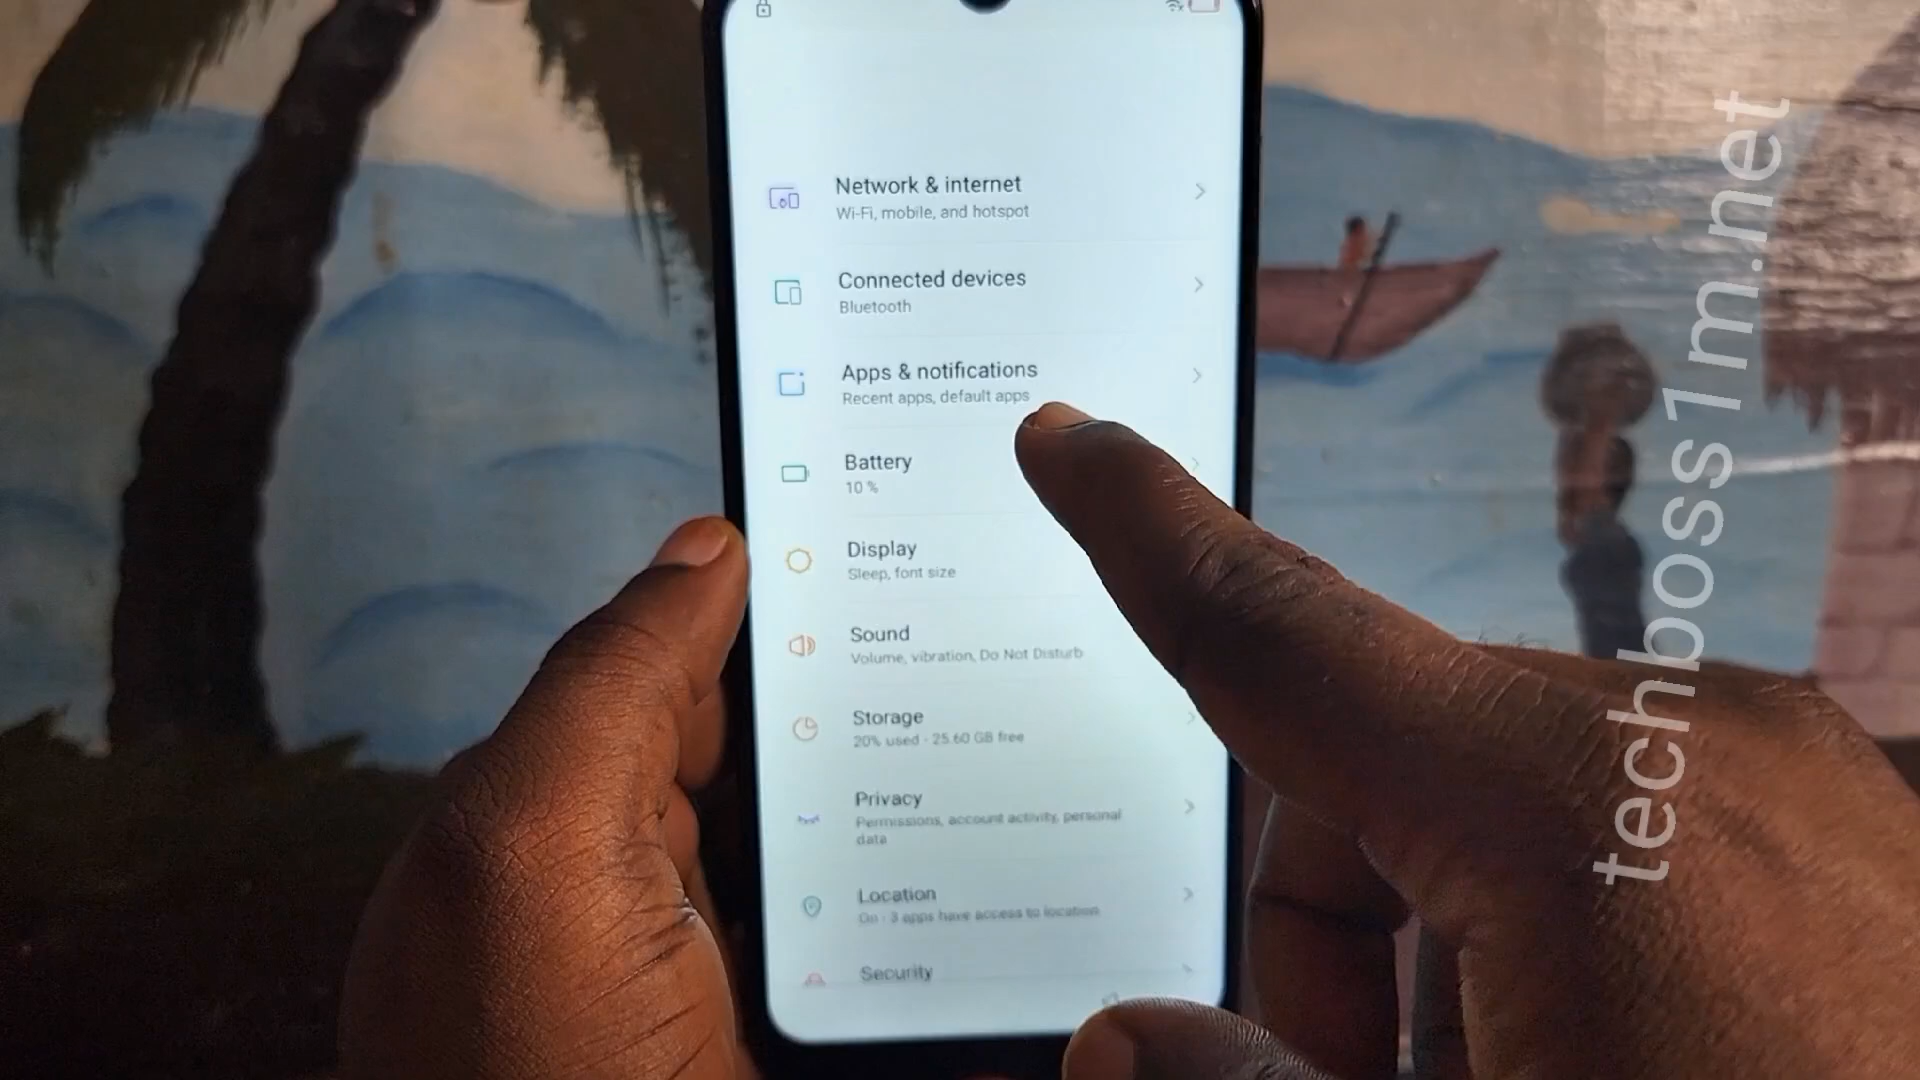 Network & internet
Wi-Fi, mobile, and hotspot
Connected devices
Bluetooth
Apps & notifications
Recent apps, default apps
Battery
10 %
Display
Sleep, font size
Sound
Volume, vibration, Do Not Disturb
Storage
20% used - 25.60 GB free
Privacy
Permissions, account activity, personal
data
Location
On - 3 apps have access to location
Security
techboss1m.net